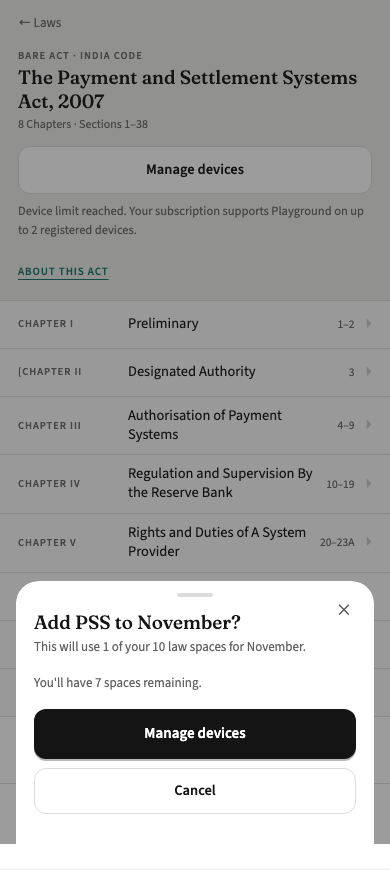 ← Laws
BARE ACT · INDIA CODE
The Payment and Settlement Systems
Act, 2007
8 Chapters · Sections 1–38
Manage devices
Device limit reached. Your subscription supports Playground on up
to 2 registered devices.
ABOUT THIS ACT
CHAPTER I Preliminary 1–2
[CHAPTER II Designated Authority 3
CHAPTER III Authorisation of Payment Systems 4–9
CHAPTER IV Regulation and Supervision By the Reserve Bank 10–19
CHAPTER V Rights and Duties of A System Provider 20–23A
Add PSS to November?
This will use 1 of your 10 law spaces for November.
You'll have 7 spaces remaining.
Manage devices
Cancel